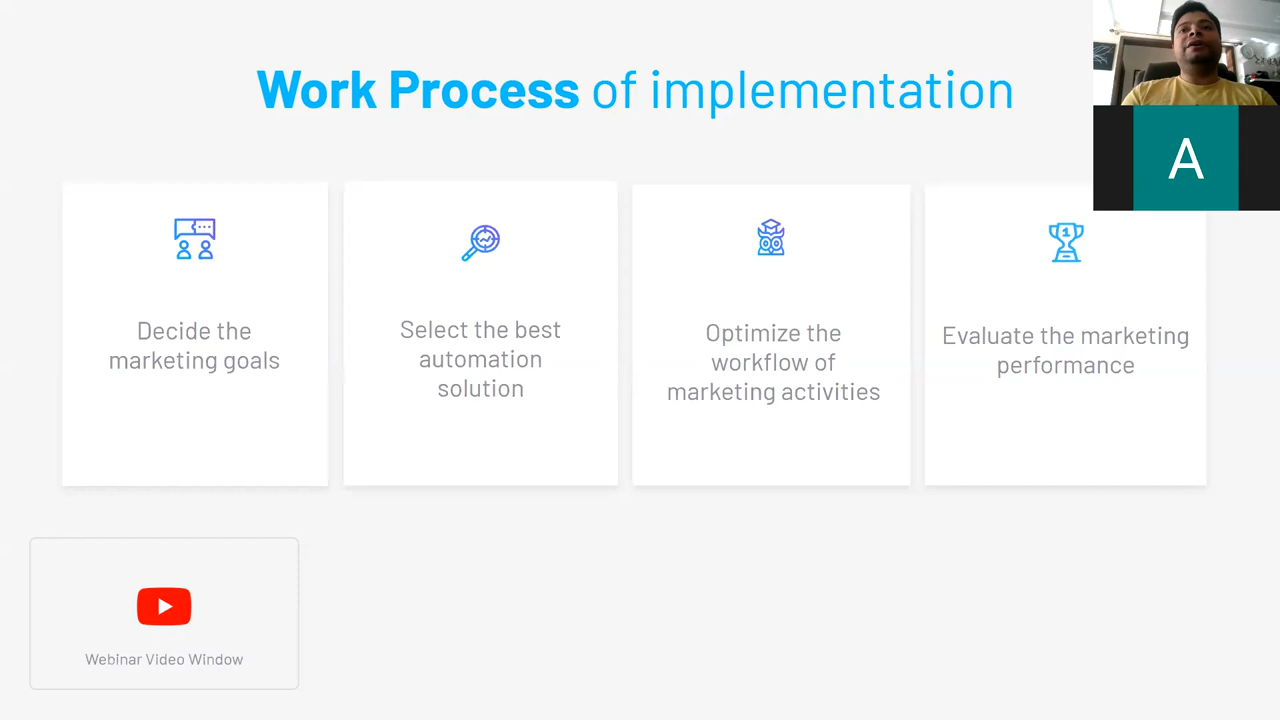 Work Process of implementation
A
1
Decide the
marketing goals
Select the best
automation
solution
Optimize the
workflow of
marketing activities
Evaluate the marketing
performance
Webinar Video Window